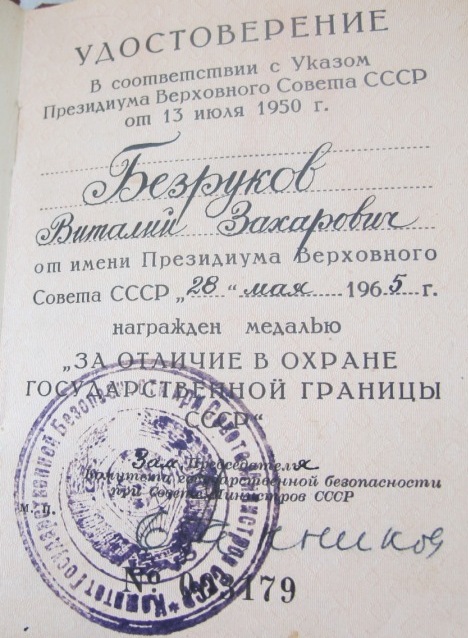 УДОСТОВЕРЕНИЕ
В соответствии с Указом
Президиума Верховного Совета СССР
от 13 июля 1950 г.
Безруков
Виталий Захарович
от имени Президиума Верховного
Совета СССР „28“ мая 1965 г.
награжден медалью
„ЗА ОТЛИЧИЕ В ОХРАНЕ
ГОСУДАРСТВЕННОЙ ГРАНИЦЫ
СССР“
Зам. Председателя
Комитета государственной безопасности
при Совете Министров СССР
М. П.
№